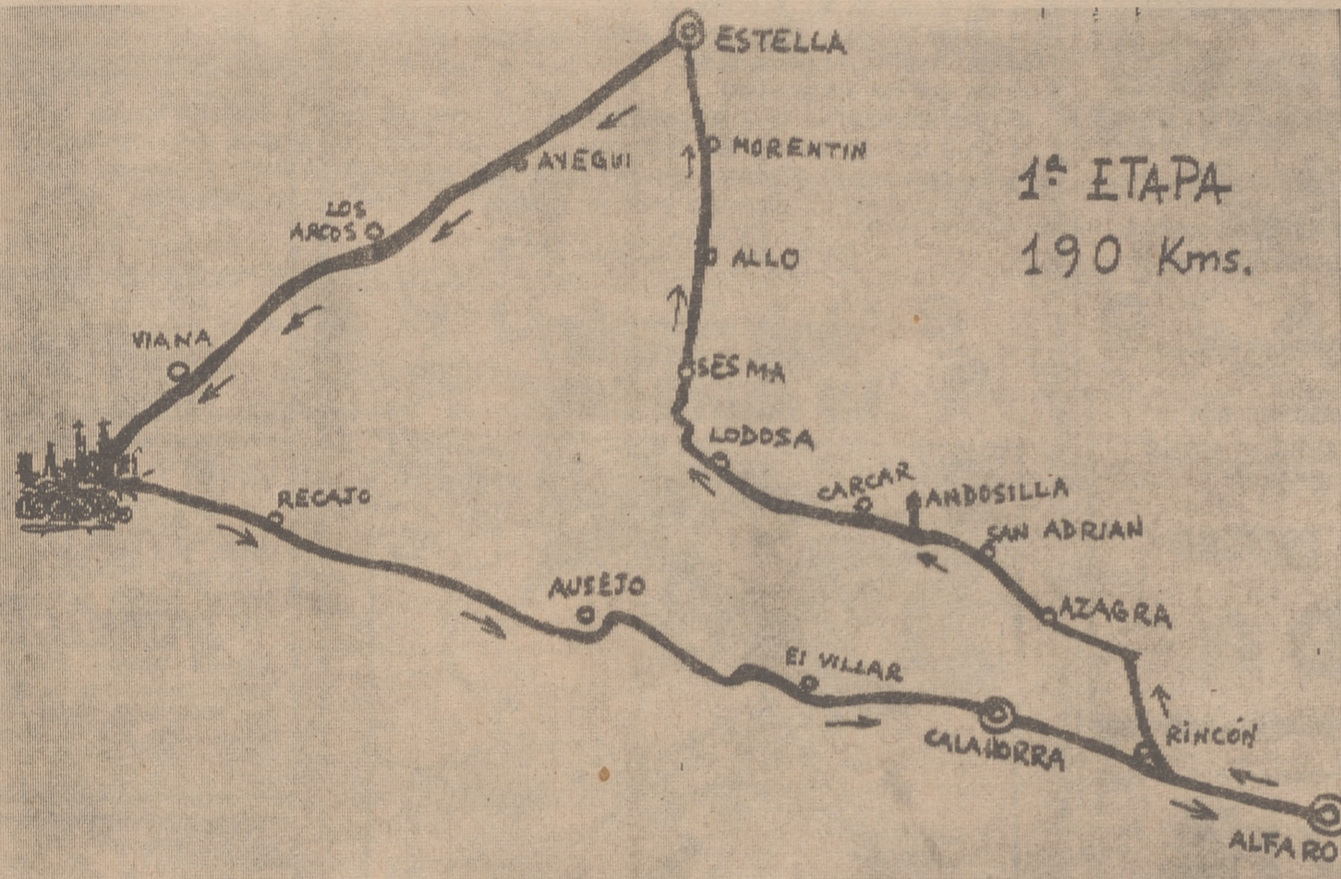 ESTELLA
MORENTIN
AYEGUI
1ª ETAPA
190 Kms.
LOS
ARCOS
ALLO
VIANA
SESMA
LODOSA
CARCAR
ANDOSILLA
RECAJO
SAN ADRIAN
AUSEJO
AZAGRA
El VILLAR
CALAHORRA
RINCÓN
ALFARO